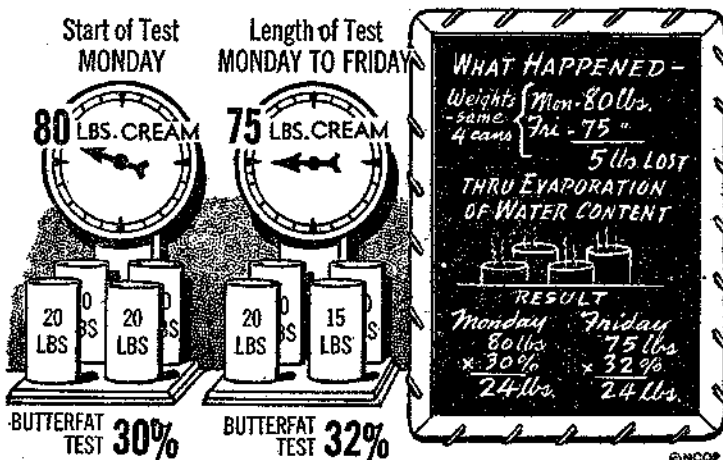 Start of Test
MONDAY
80 LBS. CREAM
20
LBS
20
LBS
BUTTERFAT
TEST 30%
Length of Test
MONDAY TO FRIDAY
75 LBS. CREAM
20
LBS
15
LBS
BUTTERFAT
TEST 32%
WHAT HAPPENED -
Weights
- same
4 cans
Mon - 80 lbs.
Fri - 75 "
5 lbs LOST
THRU EVAPORATION
OF WATER CONTENT
RESULT
Monday
80 lbs
x 30%
24 lbs.
Friday
75 lbs
x 32%
24 lbs.